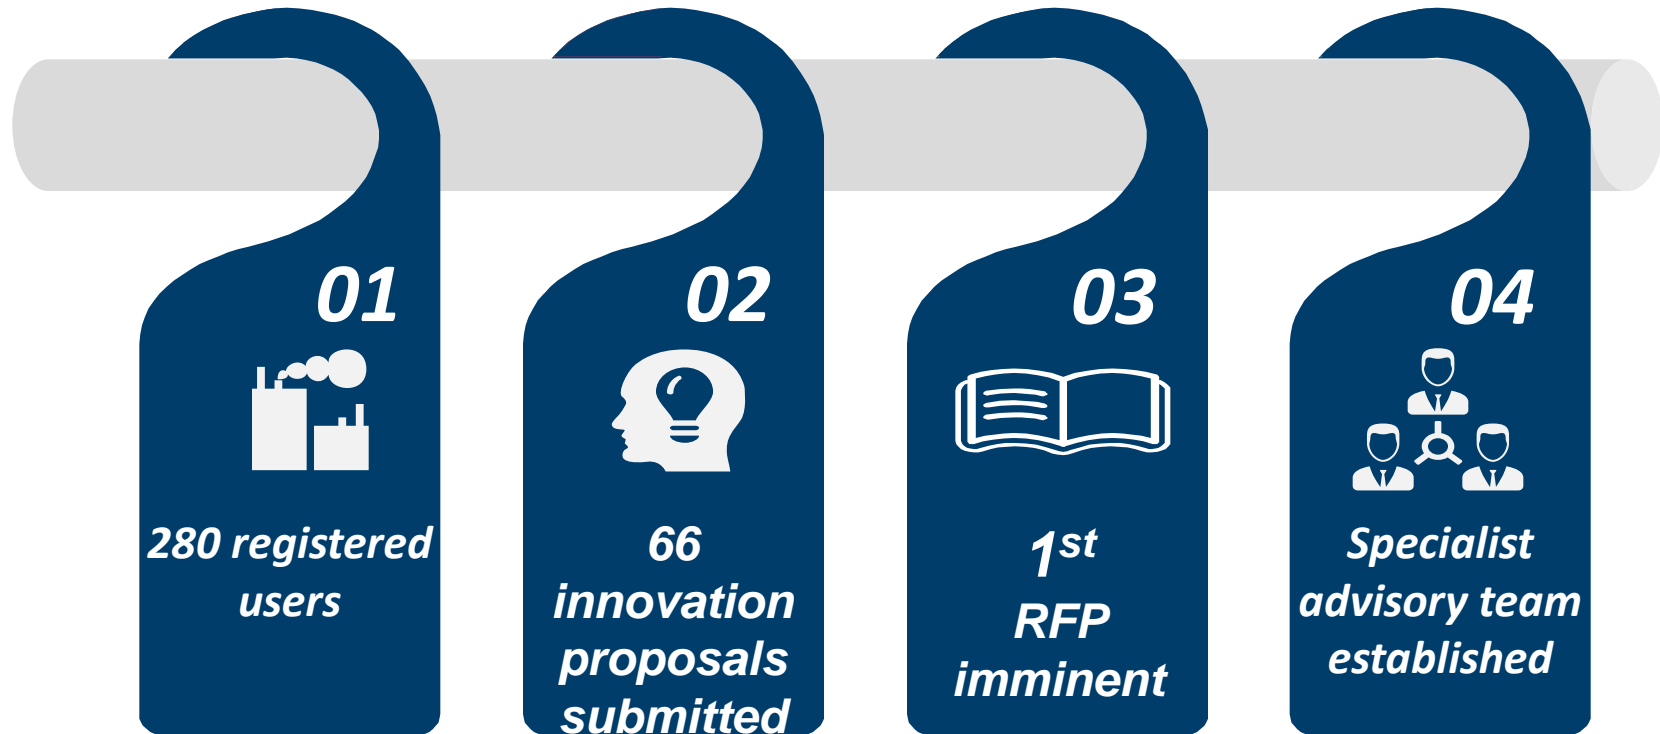 01
280 registered
users
02
66
innovation
proposals
submitted
03
1st
RFP
imminent
04
Specialist
advisory team
established